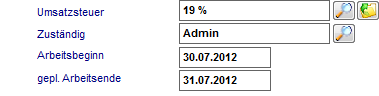 Umsatzsteuer 19 %
Zuständig Admin
Arbeitsbeginn 30.07.2012
gepl. Arbeitsende 31.07.2012